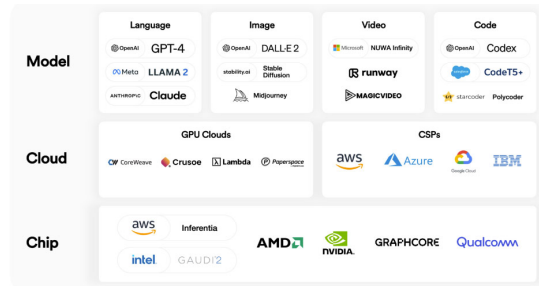 Language
Image
Video
Code
Model
OpenAI GPT-4
Meta LLAMA 2
ANTHROPIC Claude
OpenAI DALL·E 2
stability.ai Stable Diffusion
Midjourney
Microsoft NUWA Infinity
runway
MAGICVIDEO
OpenAI Codex
salesforce CodeT5+
starcoder Polycoder
Cloud
GPU Clouds
CoreWeave Crusoe Lambda Paperspace
CSPs
aws Azure Google Cloud IBM
Chip
aws Inferentia
intel. GAUDI2
AMD NVIDIA. GRAPHCORE Qualcomm